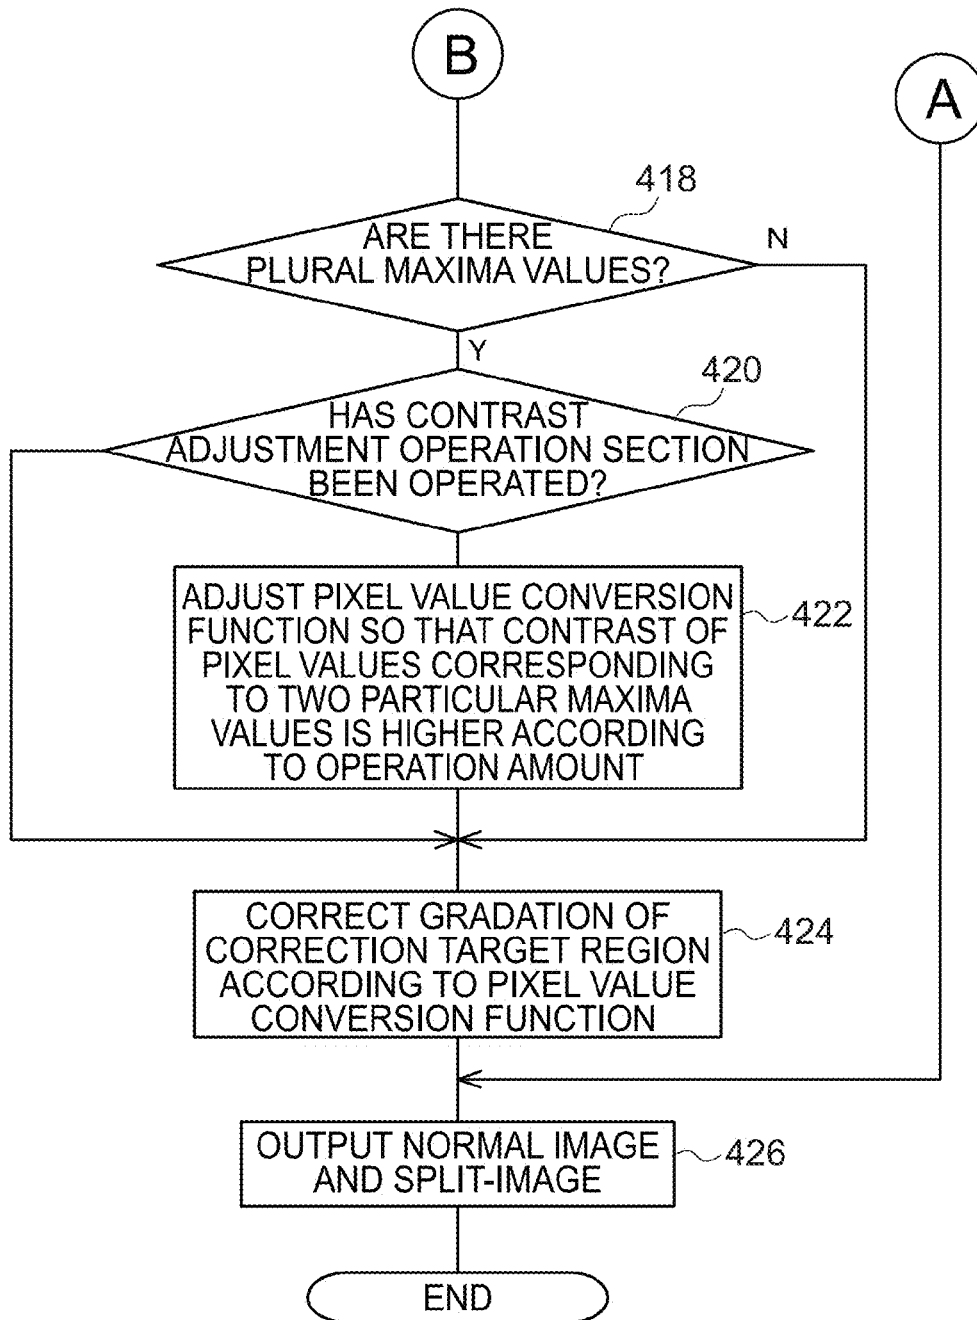 B
A
418
ARE THERE
PLURAL MAXIMA VALUES?
N
Y
420
HAS CONTRAST
ADJUSTMENT OPERATION SECTION
BEEN OPERATED?
ADJUST PIXEL VALUE CONVERSION
FUNCTION SO THAT CONTRAST OF
PIXEL VALUES CORRESPONDING
TO TWO PARTICULAR MAXIMA
VALUES IS HIGHER ACCORDING
TO OPERATION AMOUNT
422
CORRECT GRADATION OF
CORRECTION TARGET REGION
ACCORDING TO PIXEL VALUE
CONVERSION FUNCTION
424
OUTPUT NORMAL IMAGE
AND SPLIT-IMAGE
426
END